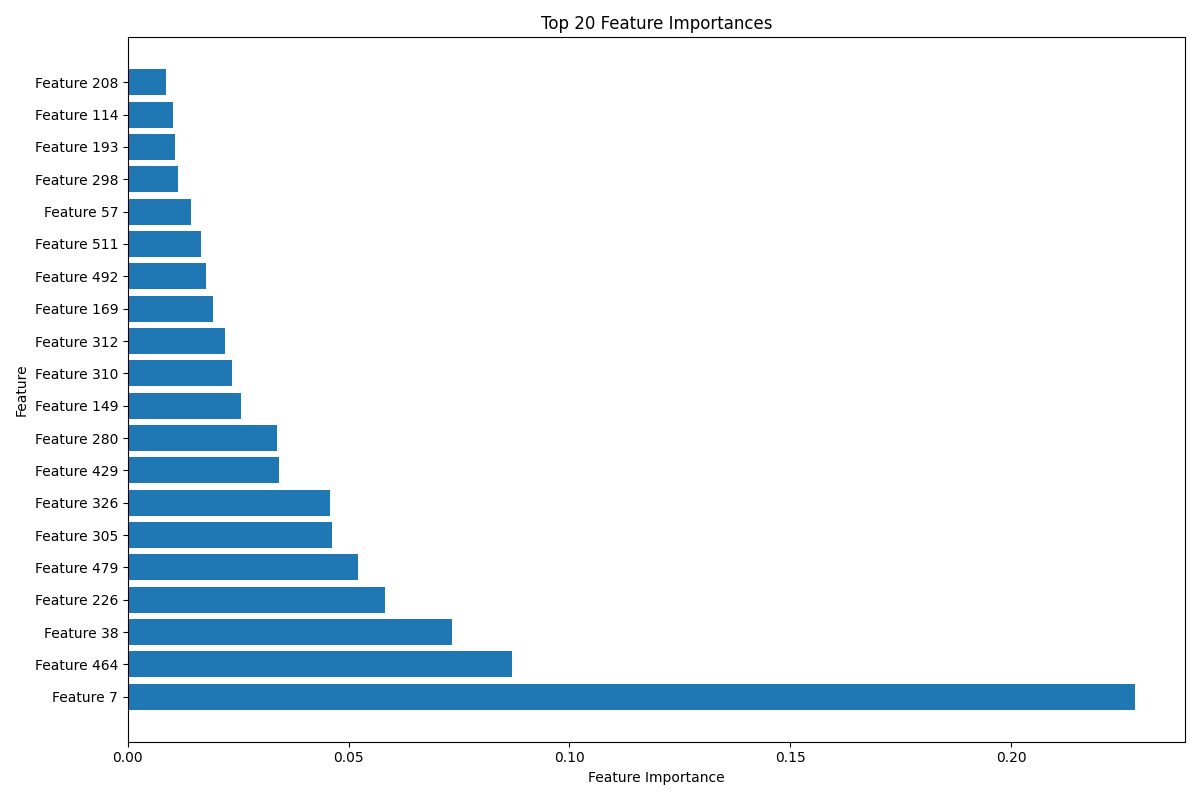 Top 20 Feature Importances
Feature
Feature 208
Feature 114
Feature 193
Feature 298
Feature 57
Feature 511
Feature 492
Feature 169
Feature 312
Feature 310
Feature 149
Feature 280
Feature 429
Feature 326
Feature 305
Feature 479
Feature 226
Feature 38
Feature 464
Feature 7
0.00 0.05 0.10 0.15 0.20
Feature Importance